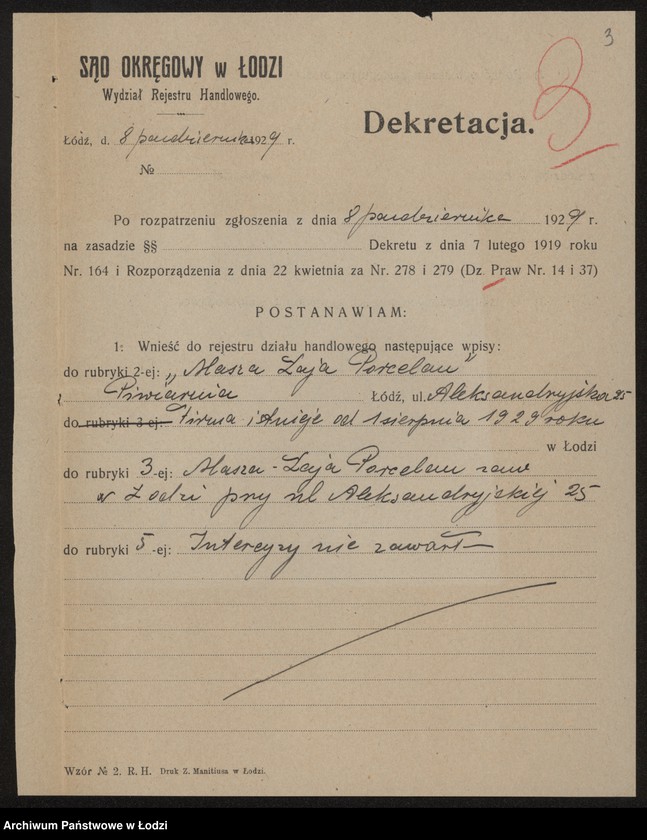 3
SĄD OKRĘGOWY w ŁODZI
Wydział Rejestru Handlowego.
3
Dekretacja.
Łódź, d. 8 października 1929 r.
№
Po rozpatrzeniu zgłoszenia z dnia 8 października 1929 r.
na zasadzie §§ Dekretu z dnia 7 lutego 1919 roku
Nr. 164 i Rozporządzenia z dnia 22 kwietnia za Nr. 278 i 279 (Dz. Praw Nr. 14 i 37)
POSTANAWIAM:
1: Wnieść do rejestru działu handlowego następujące wpisy:
do rubryki 2-ej: „Masza Łaja Porcelan"
Piwiarnia Łódź, ul. Aleksandryjska 25
do rubryki 3-ej: Firma istnieje od 1 sierpnia 1929 roku
w Łodzi
do rubryki 3-ej: Masza-Łaja Porcelan zam
w Łodzi przy ul Aleksandryjskiej 25
do rubryki 5-ej: Intercyzy nie zawarł
Wzór № 2. R. H. Druk Z. Manitiusa w Łodzi.
Archiwum Państwowe w Łodzi